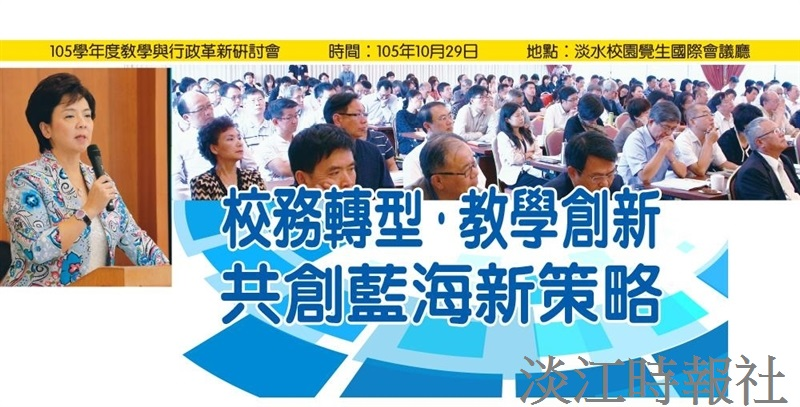 105學年度教學與行政革新研討會 時間：105年10月29日 地點：淡水校園覺生國際會議廳
校務轉型．教學創新
共創藍海新策略
淡江時報社